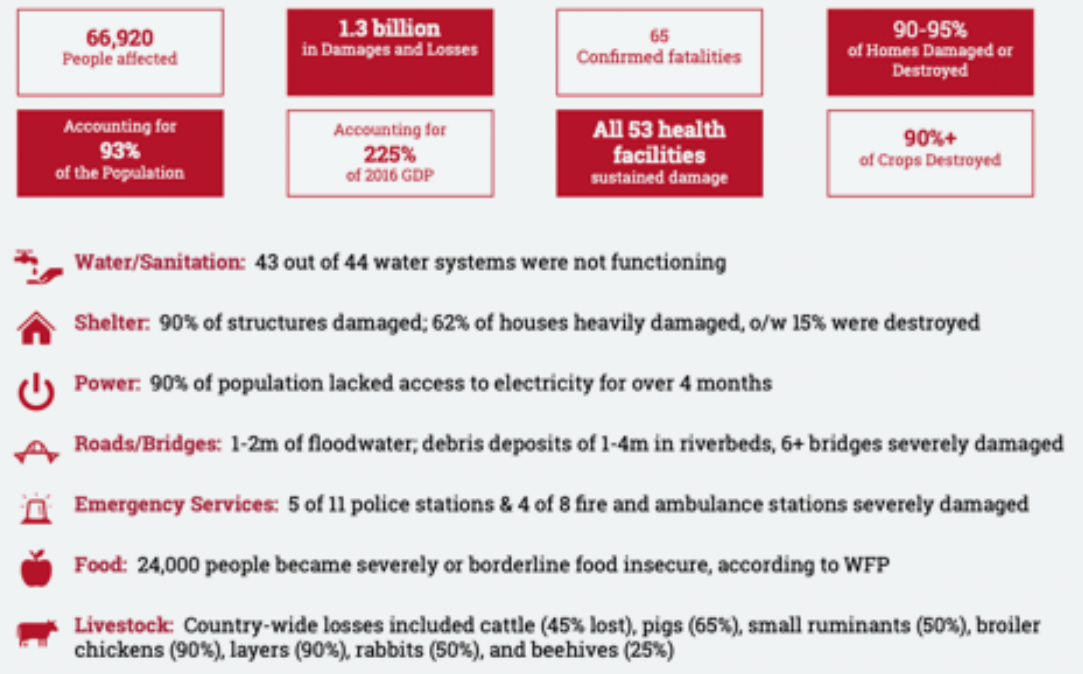 66,920
People affected
1.3 billion
in Damages and Losses
65
Confirmed fatalities
90-95%
of Homes Damaged or
Destroyed
Accounting for
93%
of the Population
Accounting for
225%
of 2016 GDP
All 53 health
facilities
sustained damage
90%+
of Crops Destroyed
Water/Sanitation: 43 out of 44 water systems were not functioning
Shelter: 90% of structures damaged; 62% of houses heavily damaged, o/w 15% were destroyed
Power: 90% of population lacked access to electricity for over 4 months
Roads/Bridges: 1-2m of floodwater; debris deposits of 1-4m in riverbeds, 6+ bridges severely damaged
Emergency Services: 5 of 11 police stations & 4 of 8 fire and ambulance stations severely damaged
Food: 24,000 people became severely or borderline food insecure, according to WFP
Livestock: Country-wide losses included cattle (45% lost), pigs (65%), small ruminants (50%), broiler
chickens (90%), layers (90%), rabbits (50%), and beehives (25%)